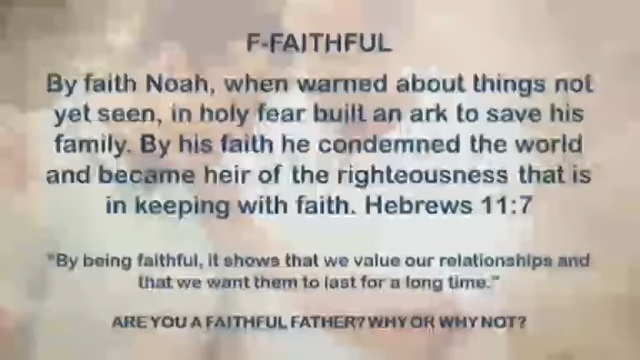 F-FAITHFUL
By faith Noah, when warned about things not
yet seen, in holy fear built an ark to save his
family. By his faith he condemned the world
and became heir of the righteousness that is
in keeping with faith. Hebrews 11:7
"By being faithful, it shows that we value our relationships and
that we want them to last for a long time."
ARE YOU A FAITHFUL FATHER? WHY OR WHY NOT?